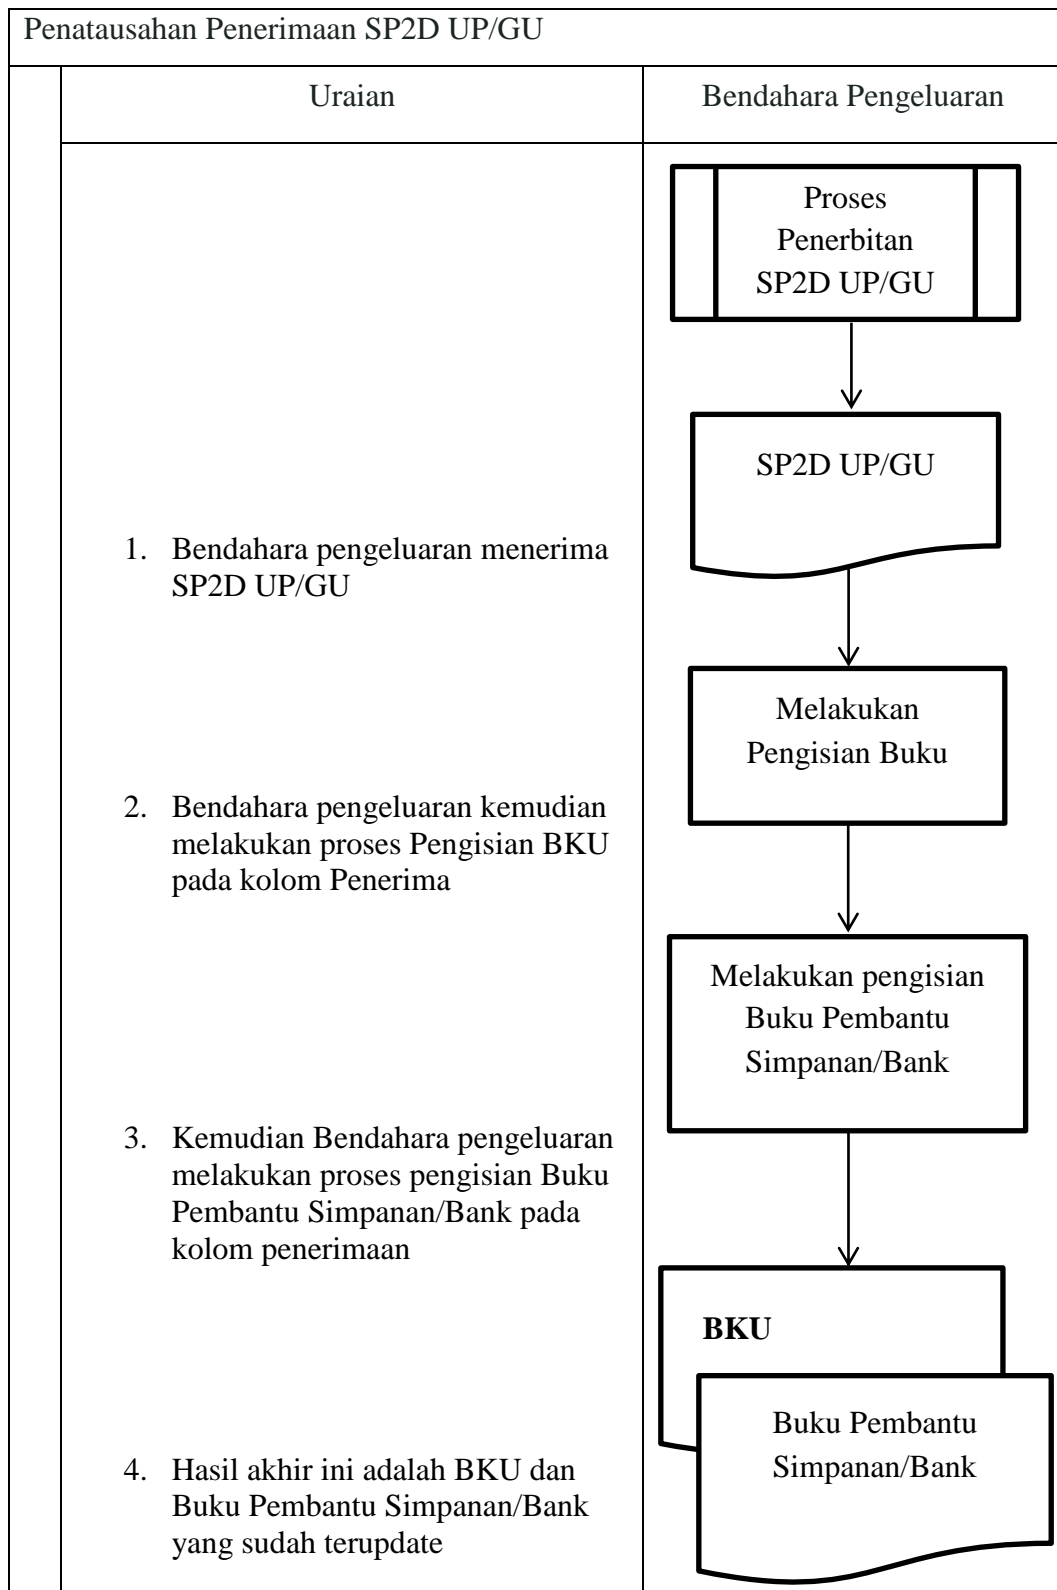 Penatausahan Penerimaan SP2D UP/GU
Uraian
Bendahara Pengeluaran
Proses
Penerbitan
SP2D UP/GU
SP2D UP/GU
1. Bendahara pengeluaran menerima
SP2D UP/GU
Melakukan
Pengisian Buku
2. Bendahara pengeluaran kemudian
melakukan proses Pengisian BKU
pada kolom Penerima
Melakukan pengisian
Buku Pembantu
Simpanan/Bank
3. Kemudian Bendahara pengeluaran
melakukan proses pengisian Buku
Pembantu Simpanan/Bank pada
kolom penerimaan
BKU
Buku Pembantu
Simpanan/Bank
4. Hasil akhir ini adalah BKU dan
Buku Pembantu Simpanan/Bank
yang sudah terupdate